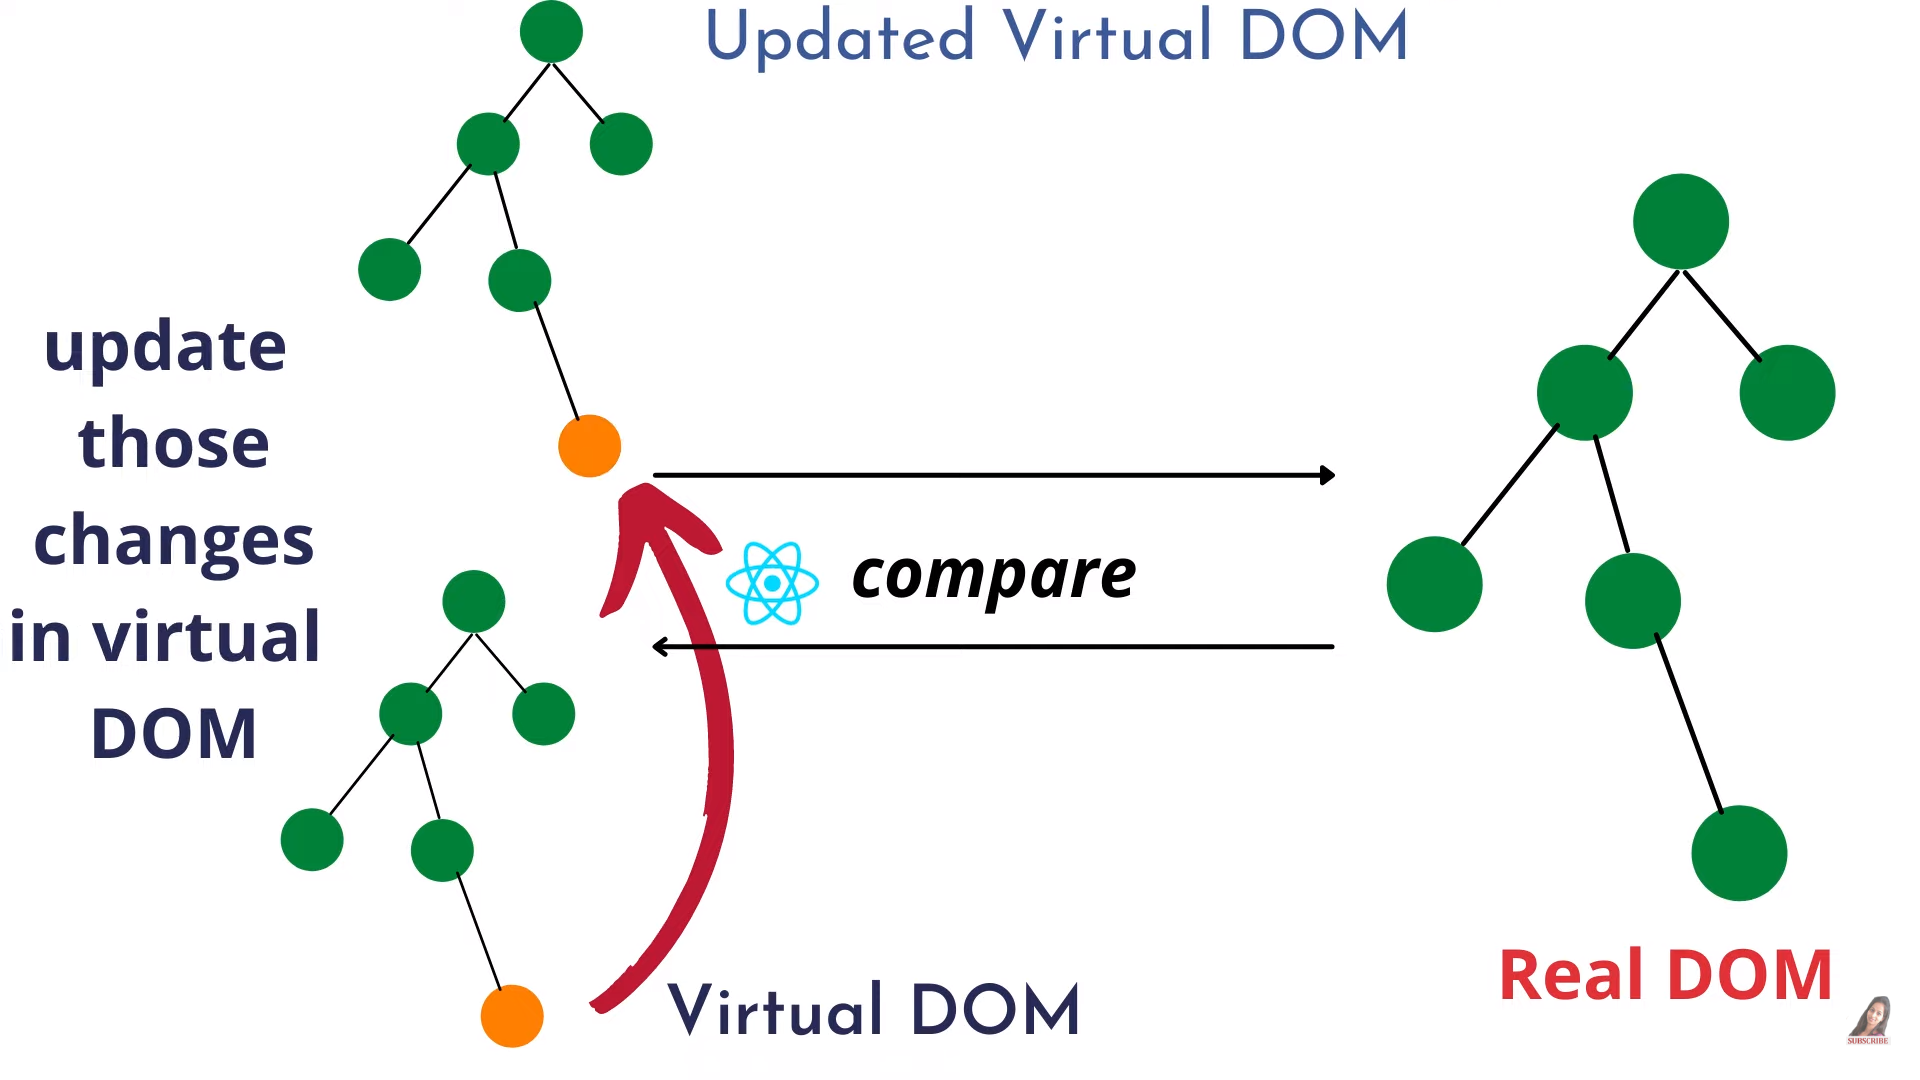 Updated Virtual DOM
update
those
changes
in virtual
DOM
compare
Virtual DOM
Real DOM
SUBSCRIBE